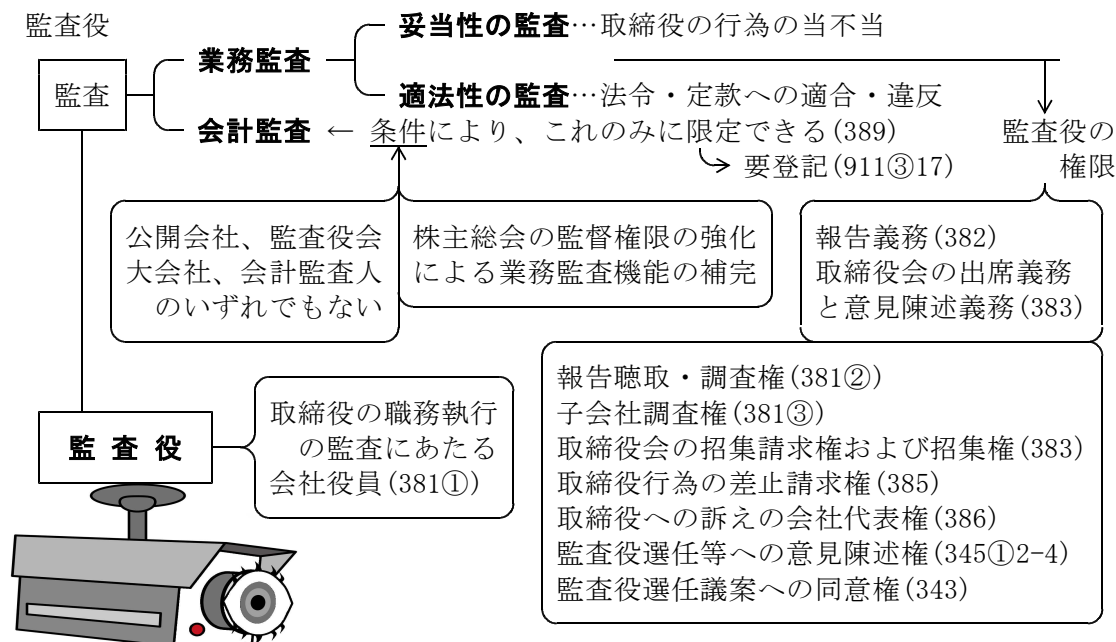 監査役
妥当性の監査…取締役の行為の当不当
業務監査
監査
適法性の監査…法令・定款への適合・違反
会計監査 ← 条件により、これのみに限定できる(389)
要登記(911③17)
監査役の
権限
公開会社、監査役会
大会社、会計監査人
のいずれでもない
株主総会の監督権限の強化
による業務監査機能の補完
報告義務(382)
取締役会の出席義務
と意見陳述義務(383)
報告聴取・調査権(381②)
子会社調査権(381③)
取締役会の招集請求権および招集権(383)
取締役行為の差止請求権(385)
取締役への訴えの会社代表権(386)
監査役選任等への意見陳述権(345①2-4)
監査役選任議案への同意権(343)
監査役
取締役の職務執行
の監査にあたる
会社役員(381①)